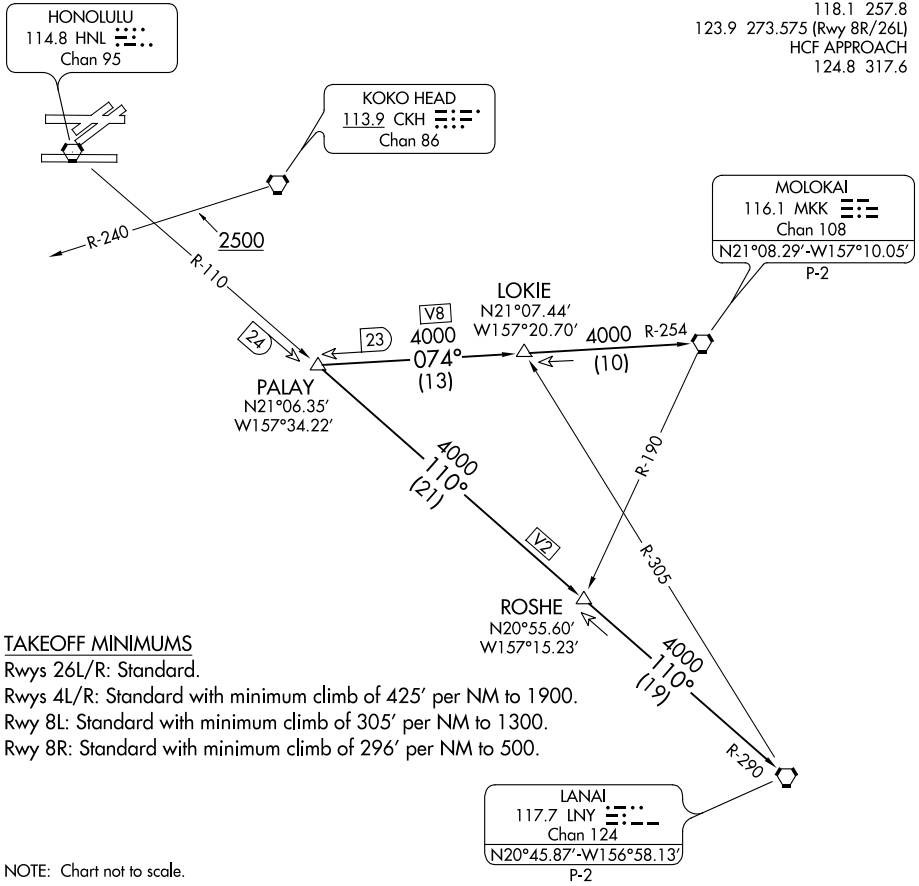 HONOLULU
114.8 HNL
Chan 95
118.1 257.8
123.9 273.575 (Rwy 8R/26L)
HCF APPROACH
124.8 317.6
KOKO HEAD
113.9 CKH
Chan 86
R-240
2500
R-110
MOLOKAI
116.1 MKK
Chan 108
N21°08.29'-W157°10.05'
P-2
LOKIE
N21°07.44'
W157°20.70'
V8
4000
074°
(13)
4000
(10)
R-254
24
23
PALAY
N21°06.35'
W157°34.22'
4000
110°
(21)
R-190
V2
R-305
ROSHE
N20°55.60'
W157°15.23'
4000
110°
(19)
R-290
TAKEOFF MINIMUMS
Rwys 26L/R: Standard.
Rwys 4L/R: Standard with minimum climb of 425' per NM to 1900.
Rwy 8L: Standard with minimum climb of 305' per NM to 1300.
Rwy 8R: Standard with minimum climb of 296' per NM to 500.
LANAI
117.7 LNY
Chan 124
N20°45.87'-W156°58.13'
P-2
NOTE: Chart not to scale.